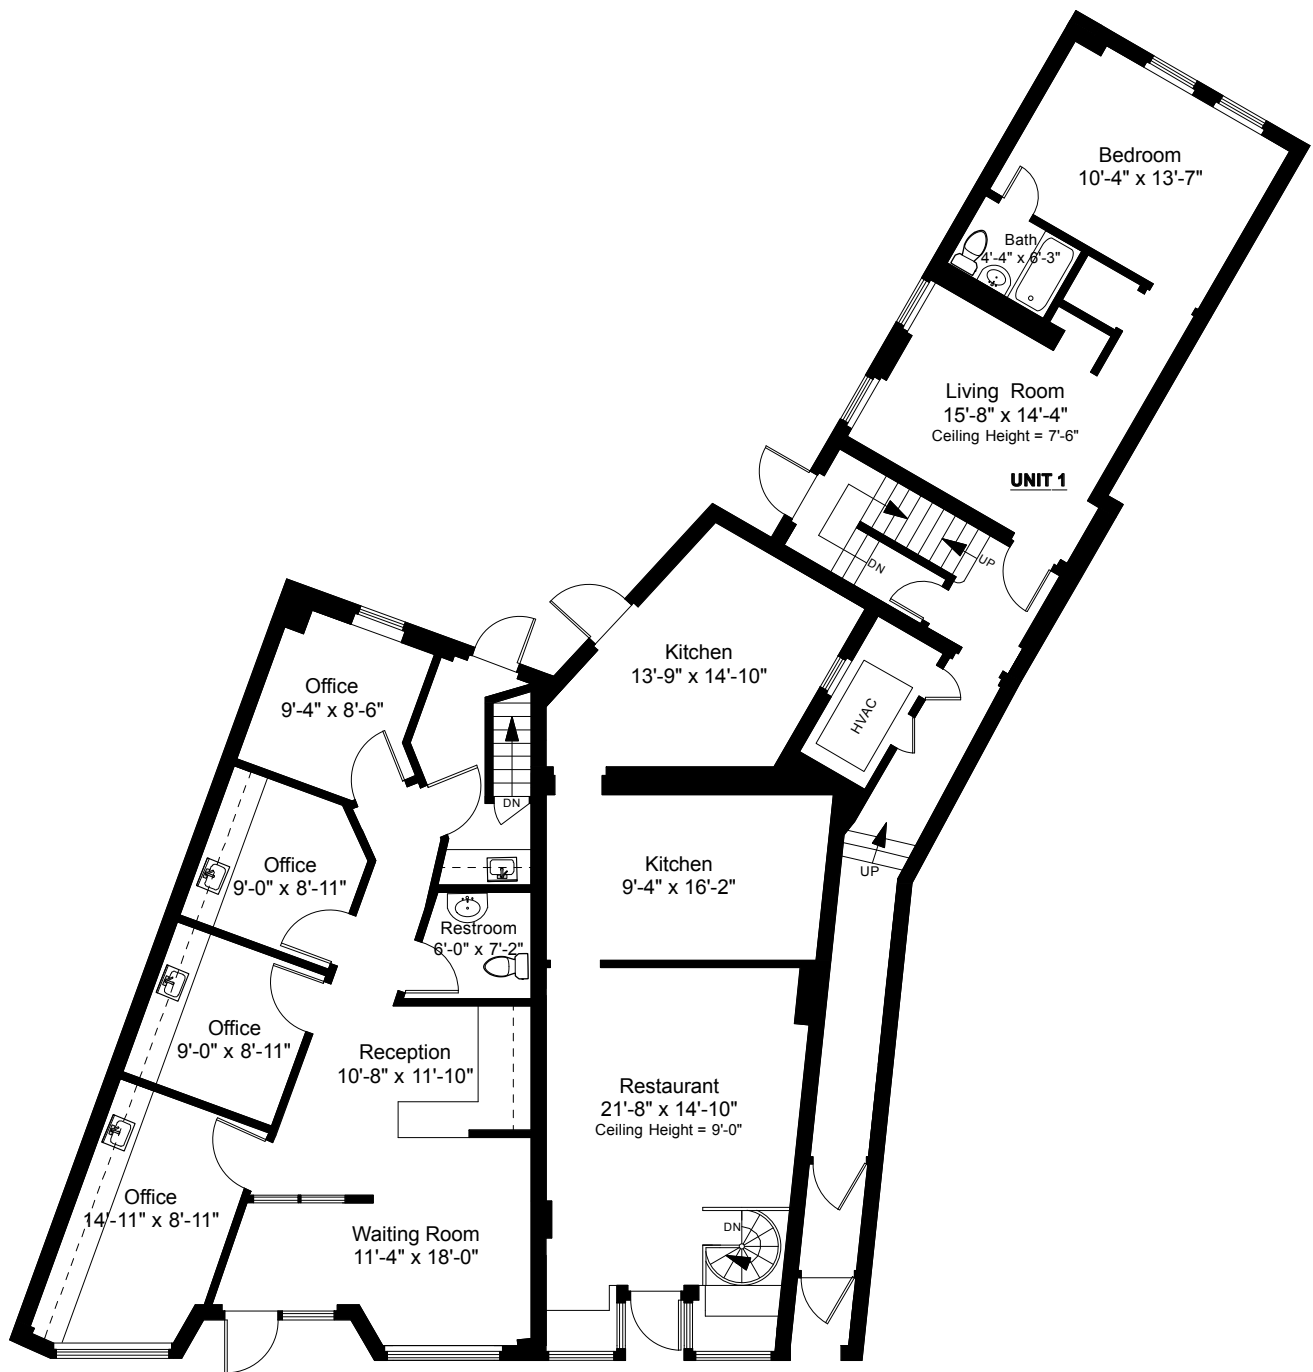 Bedroom
10'-4" x 13'-7"
Bath
4'-4" x 6'-3"
Living Room
15'-8" x 14'-4"
Ceiling Height = 7'-6"
UNIT 1
UP
DN
Kitchen
13'-9" x 14'-10"
HVAC
Office
9'-4" x 8'-6"
DN
Kitchen
9'-4" x 16'-2"
UP
Office
9'-0" x 8'-11"
Restroom
6'-0" x 7'-2"
Office
9'-0" x 8'-11"
Reception
10'-8" x 11'-10"
Restaurant
21'-8" x 14'-10"
Ceiling Height = 9'-0"
Office
14'-11" x 8'-11"
Waiting Room
11'-4" x 18'-0"
DN